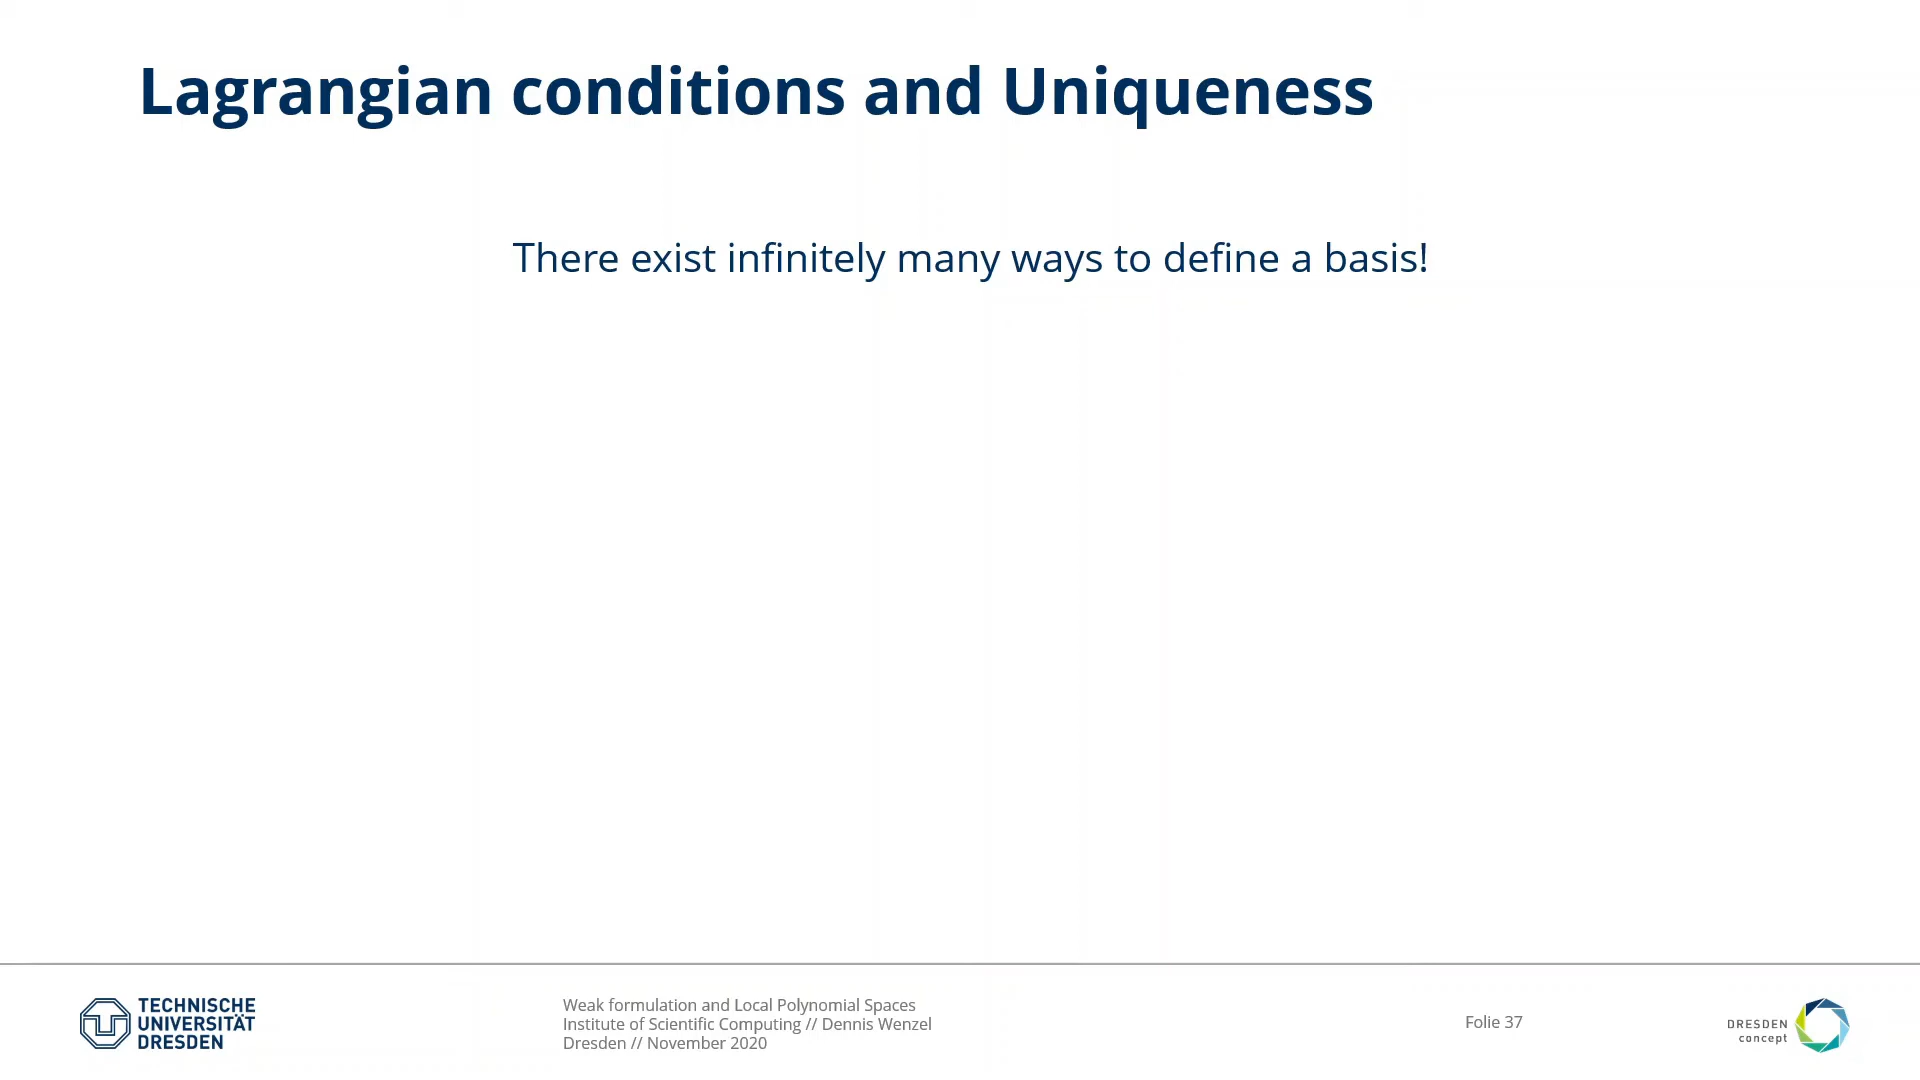 Lagrangian conditions and Uniqueness
There exist infinitely many ways to define a basis!
TECHNISCHE
UNIVERSITÄT
DRESDEN
Weak formulation and Local Polynomial Spaces
Institute of Scientific Computing // Dennis Wenzel
Dresden // November 2020
Folie 37
DRESDEN
concept